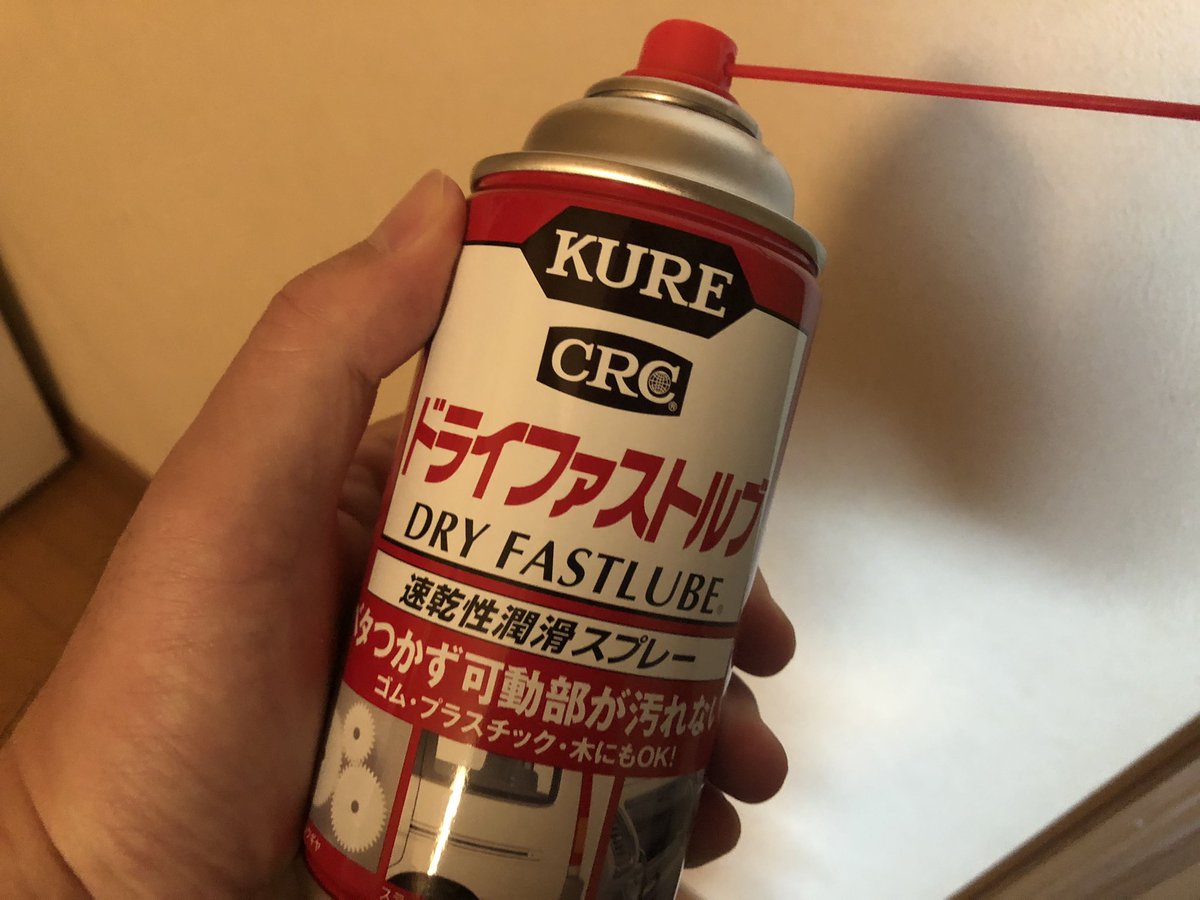 KURE
CRC®
ドライファストルブ
DRY FASTLUBE®
速乾性潤滑スプレー
タつかず可動部が汚れない
ゴム・プラスチック・木にもOK!